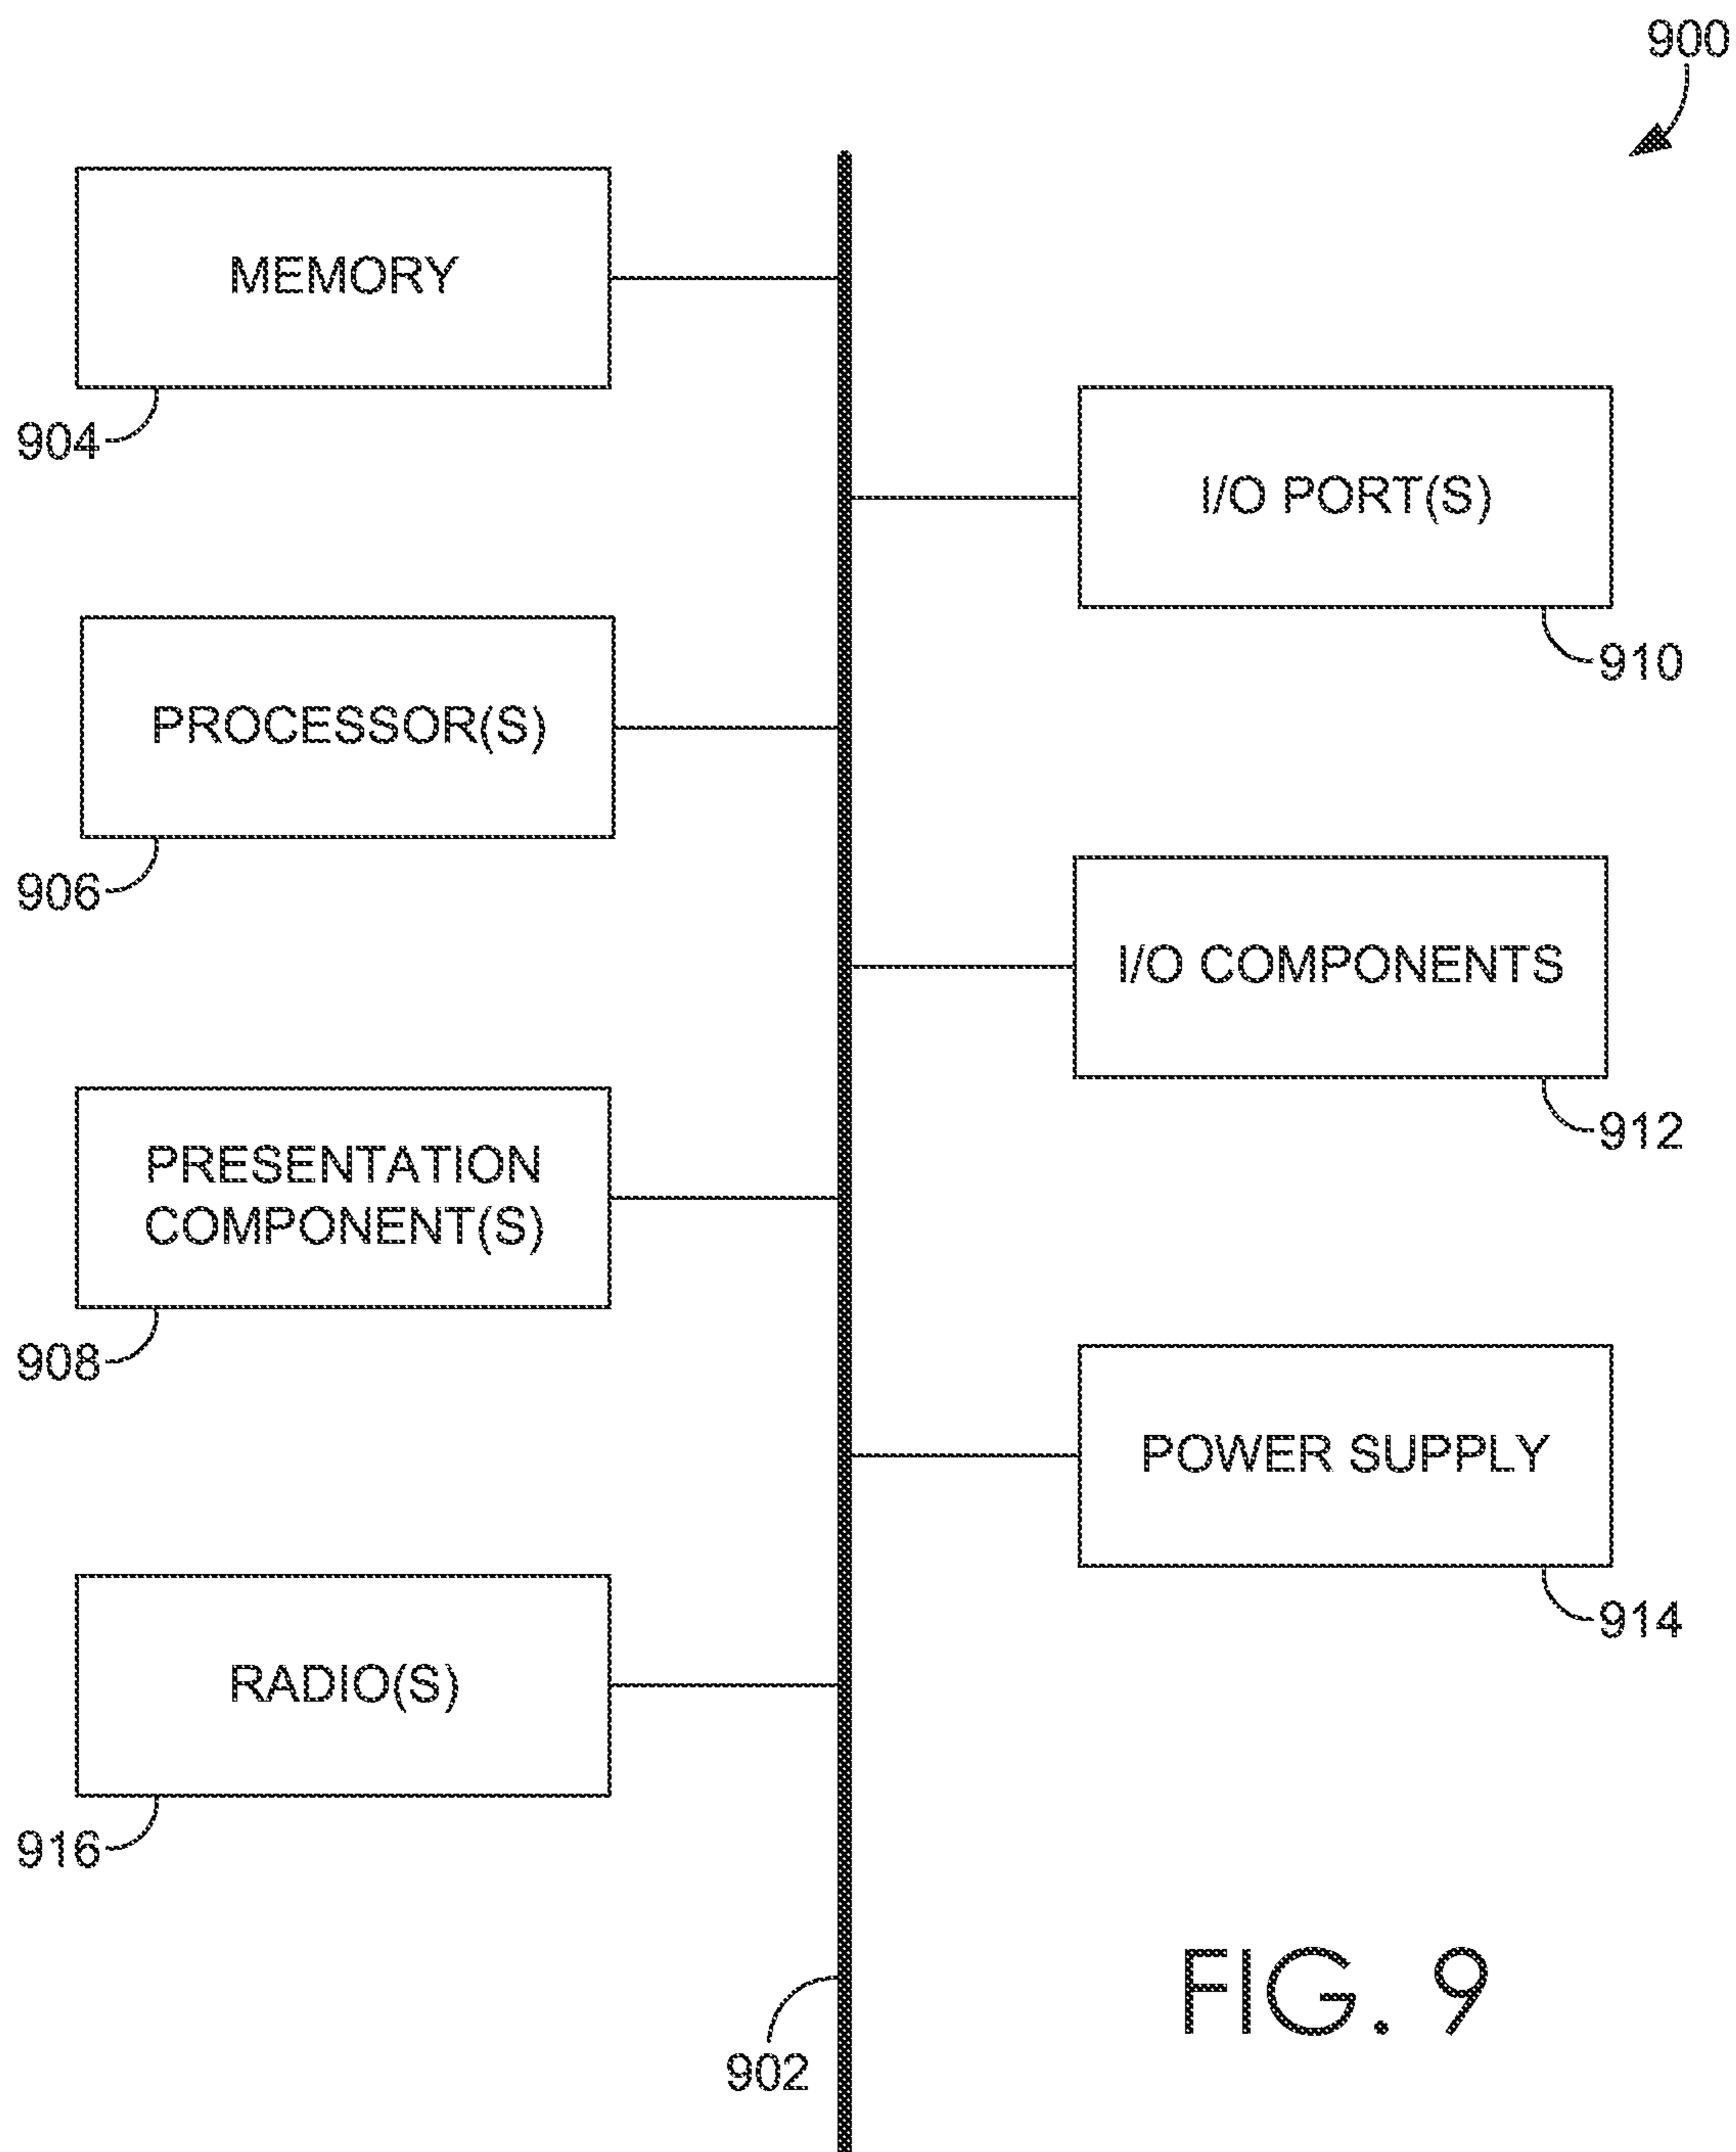 900
MEMORY
904
I/O PORT(S)
910
PROCESSOR(S)
906
I/O COMPONENTS
912
PRESENTATION
COMPONENT(S)
908
POWER SUPPLY
914
RADIO(S)
916
902
FIG. 9